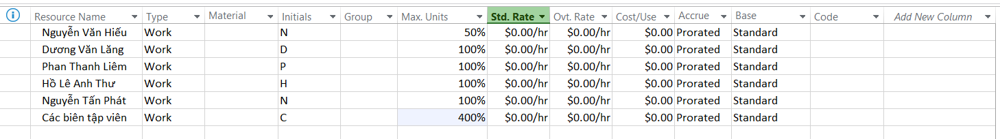 Resource Name Type Material Initials Group Max. Units Std. Rate Ovt. Rate Cost/Use Accrue Base Code Add New Column
Nguyễn Văn Hiếu Work N 50% $0.00/hr $0.00/hr $0.00 Prorated Standard
Dương Văn Lăng Work D 100% $0.00/hr $0.00/hr $0.00 Prorated Standard
Phan Thanh Liêm Work P 100% $0.00/hr $0.00/hr $0.00 Prorated Standard
Hồ Lê Anh Thư Work H 100% $0.00/hr $0.00/hr $0.00 Prorated Standard
Nguyễn Tấn Phát Work N 100% $0.00/hr $0.00/hr $0.00 Prorated Standard
Các biên tập viên Work C 400% $0.00/hr $0.00/hr $0.00 Prorated Standard